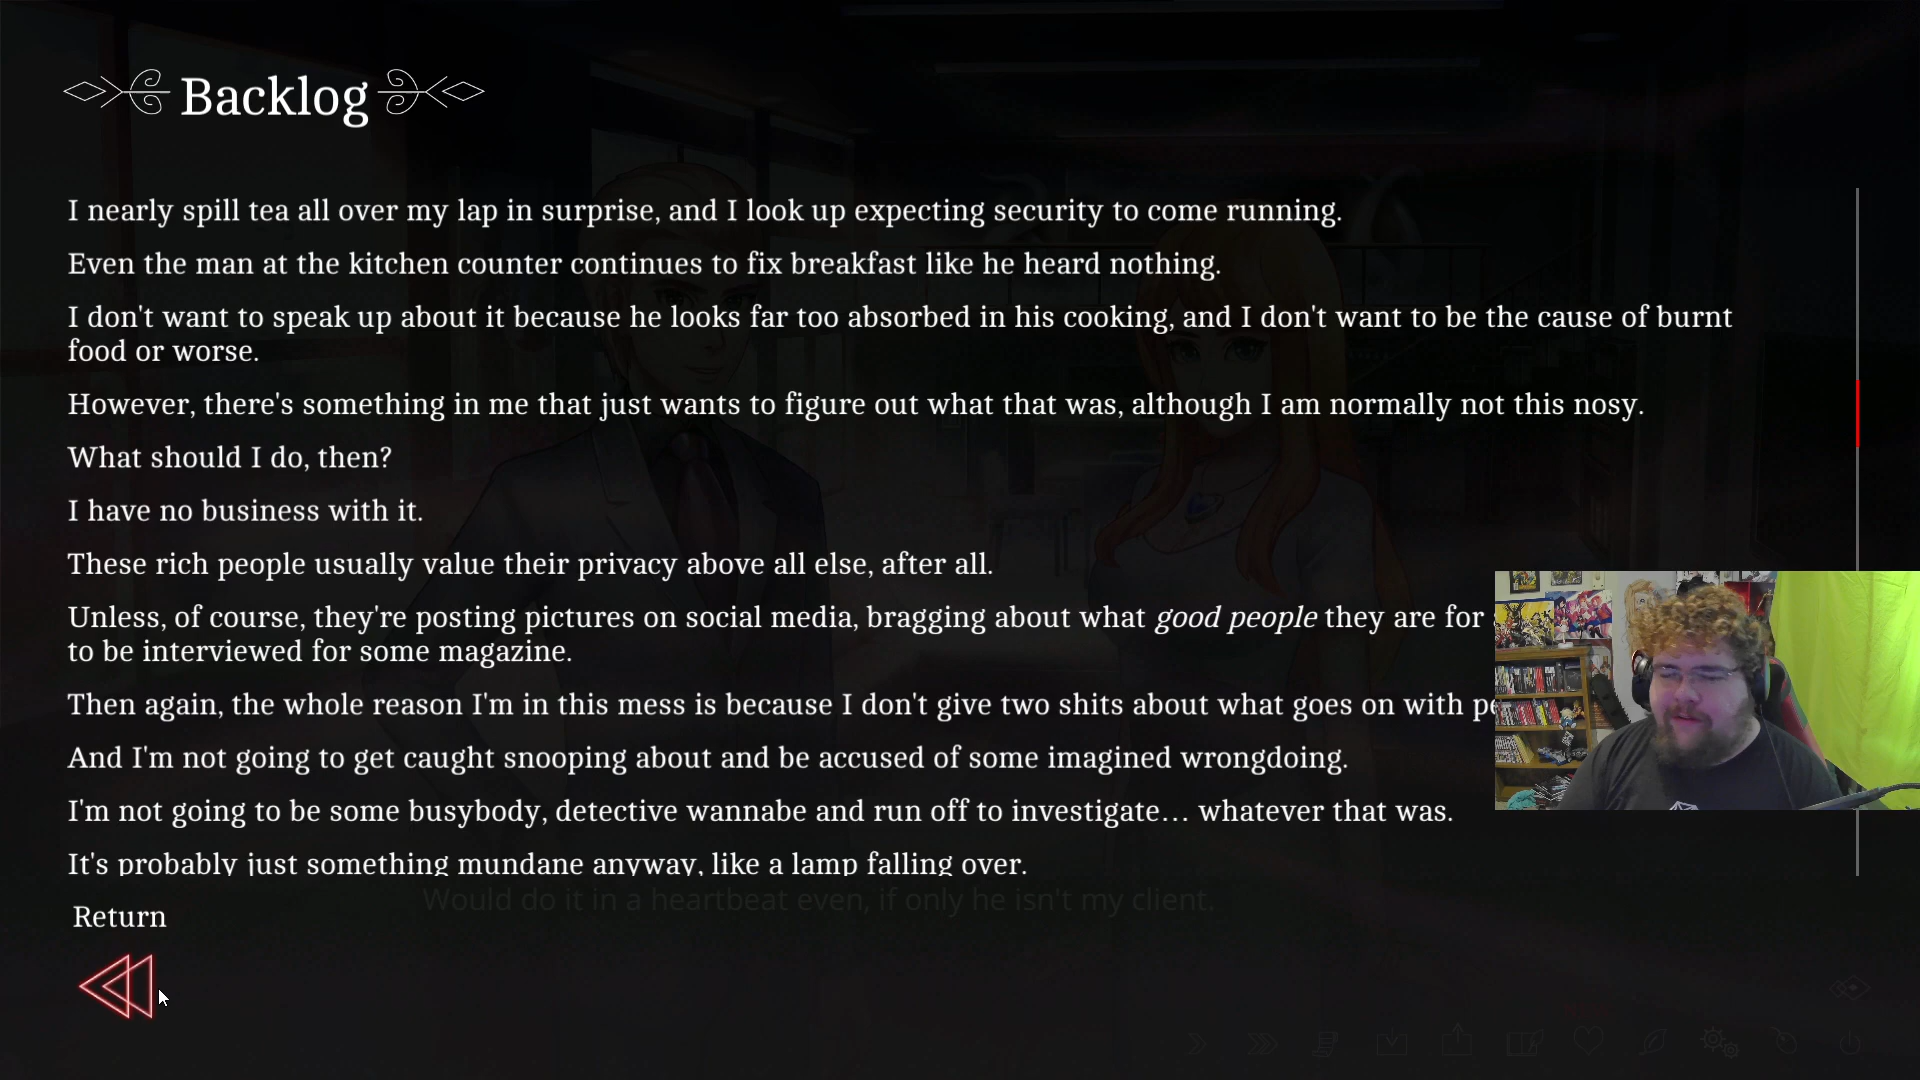 Backlog
I nearly spill tea all over my lap in surprise, and I look up expecting security to come running.
Even the man at the kitchen counter continues to fix breakfast like he heard nothing.
I don't want to speak up about it because he looks far too absorbed in his cooking, and I don't want to be the cause of burnt
food or worse.
However, there's something in me that just wants to figure out what that was, although I am normally not this nosy.
What should I do, then?
I have no business with it.
These rich people usually value their privacy above all else, after all.
Unless, of course, they're posting pictures on social media, bragging about what good people they are for
to be interviewed for some magazine.
Then again, the whole reason I'm in this mess is because I don't give two shits about what goes on with
And I'm not going to get caught snooping about and be accused of some imagined wrongdoing.
I'm not going to be some busybody, detective wannabe and run off to investigate… whatever that was.
It's probably just something mundane anyway, like a lamp falling over.
Would do it in a heartbeat even, if only he isn't my client.
Return